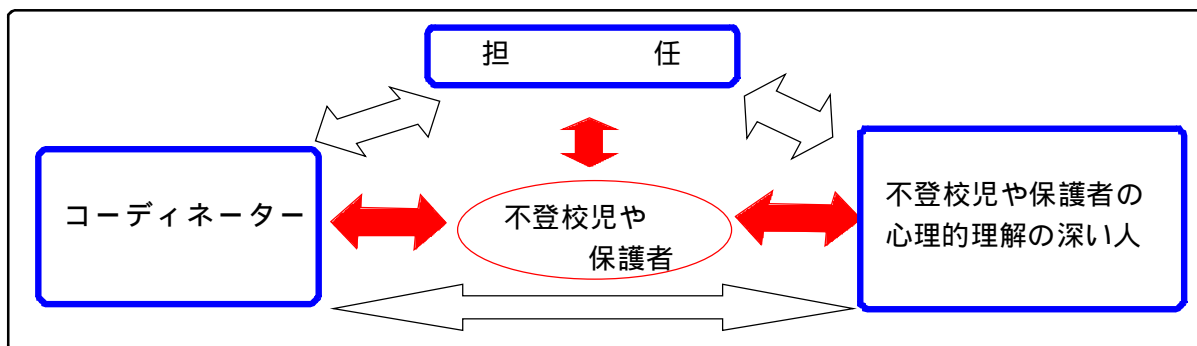 担　　　　任
コーディネーター
不登校児や
保護者
不登校児や保護者の
心理的理解の深い人